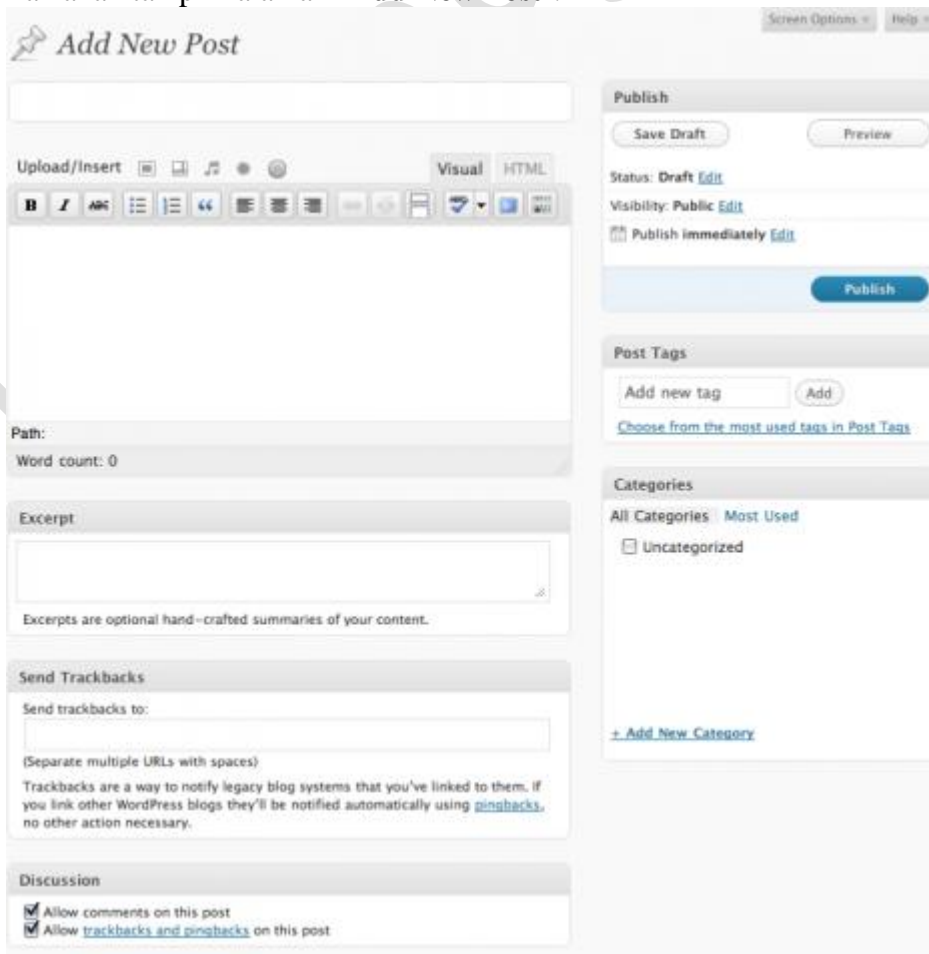 Screen Options
Help
Add New Post
Upload/Insert
Visual HTML
B I ABC
Path:
Word count: 0
Excerpt
Excerpts are optional hand-crafted summaries of your content.
Send Trackbacks
Send trackbacks to:
(Separate multiple URLs with spaces)
Trackbacks are a way to notify legacy blog systems that you've linked to them. If
you link other WordPress blogs they'll be notified automatically using pingbacks,
no other action necessary.
Discussion
Allow comments on this post
Allow trackbacks and pingbacks on this post
Publish
Save Draft Preview
Status: Draft Edit
Visibility: Public Edit
Publish immediately Edit
Publish
Post Tags
Add new tag Add
Choose from the most used tags in Post Tags
Categories
All Categories Most Used
Uncategorized
+ Add New Category